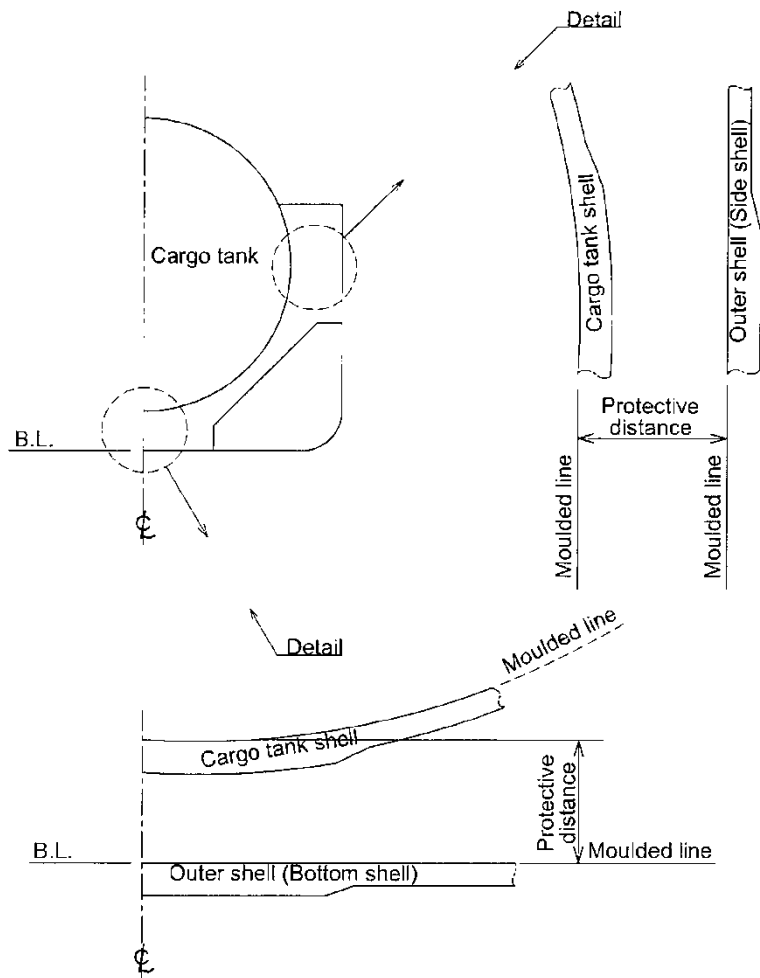 Detail
Cargo tank
Cargo tank shell
Outer shell (Side shell)
Protective
distance
B.L.
Moulded line
Moulded line
℄
Detail
Moulded line
Cargo tank shell
Protective
distance
B.L.
Moulded line
Outer shell (Bottom shell)
℄